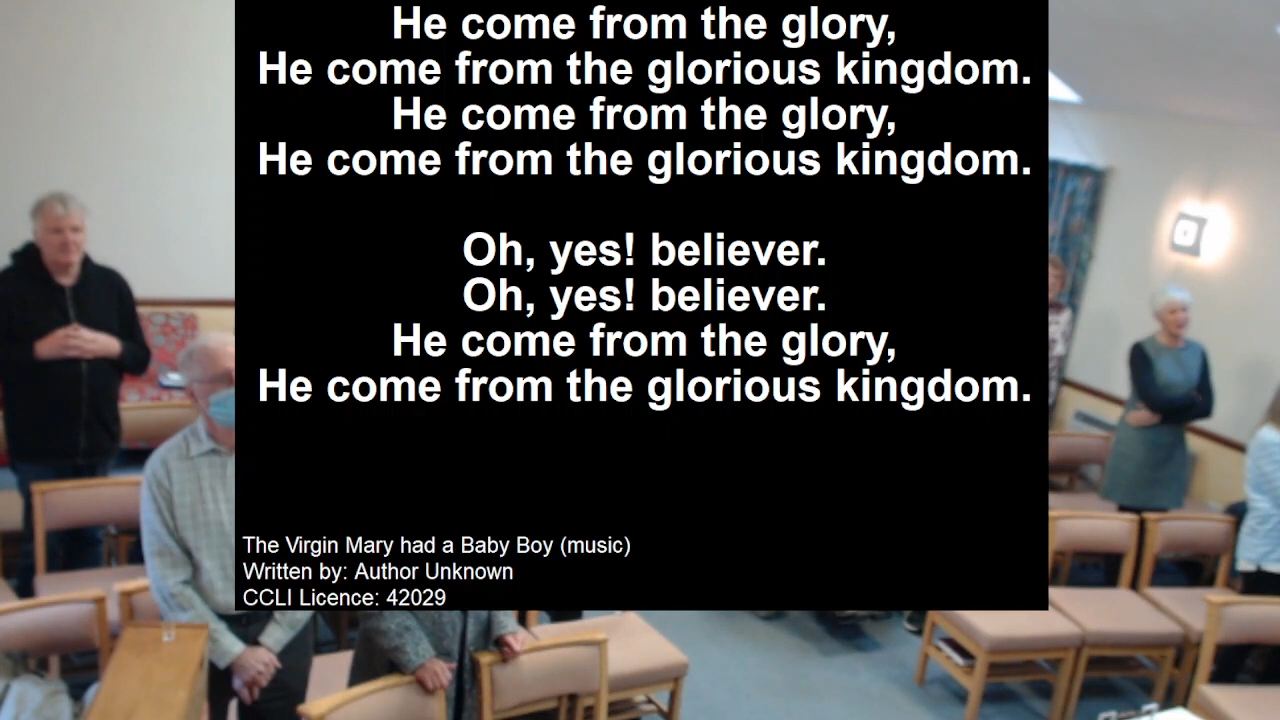 He come from the glory,
He come from the glorious kingdom.
He come from the glory,
He come from the glorious kingdom.
Oh, yes! believer.
Oh, yes! believer.
He come from the glory,
He come from the glorious kingdom.
The Virgin Mary had a Baby Boy (music)
Written by: Author Unknown
CCLI Licence: 42029